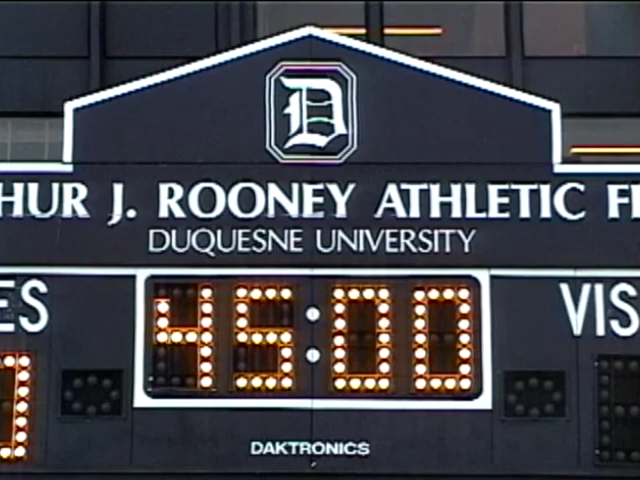 D
HUR J. ROONEY ATHLETIC FI
DUQUESNE UNIVERSITY
ES 45:00 VIS
DAKTRONICS